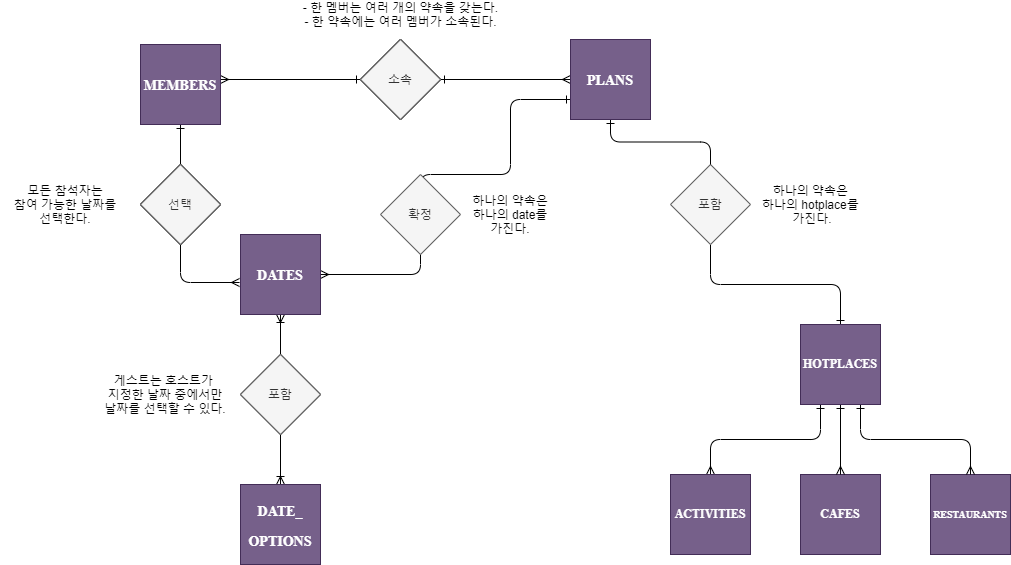 - 한 멤버는 여러 개의 약속을 갖는다.
- 한 약속에는 여러 멤버가 소속된다.
MEMBERS
소속
PLANS
모든 참석자는
참여 가능한 날짜를
선택한다.
선택
확정
하나의 약속은
하나의 date를
가진다.
포함
하나의 약속은
하나의 hotplace를
가진다.
DATES
게스트는 호스트가
지정한 날짜 중에서만
날짜를 선택할 수 있다.
포함
HOTPLACES
DATE_
OPTIONS
ACTIVITIES
CAFES
RESTAURANTS